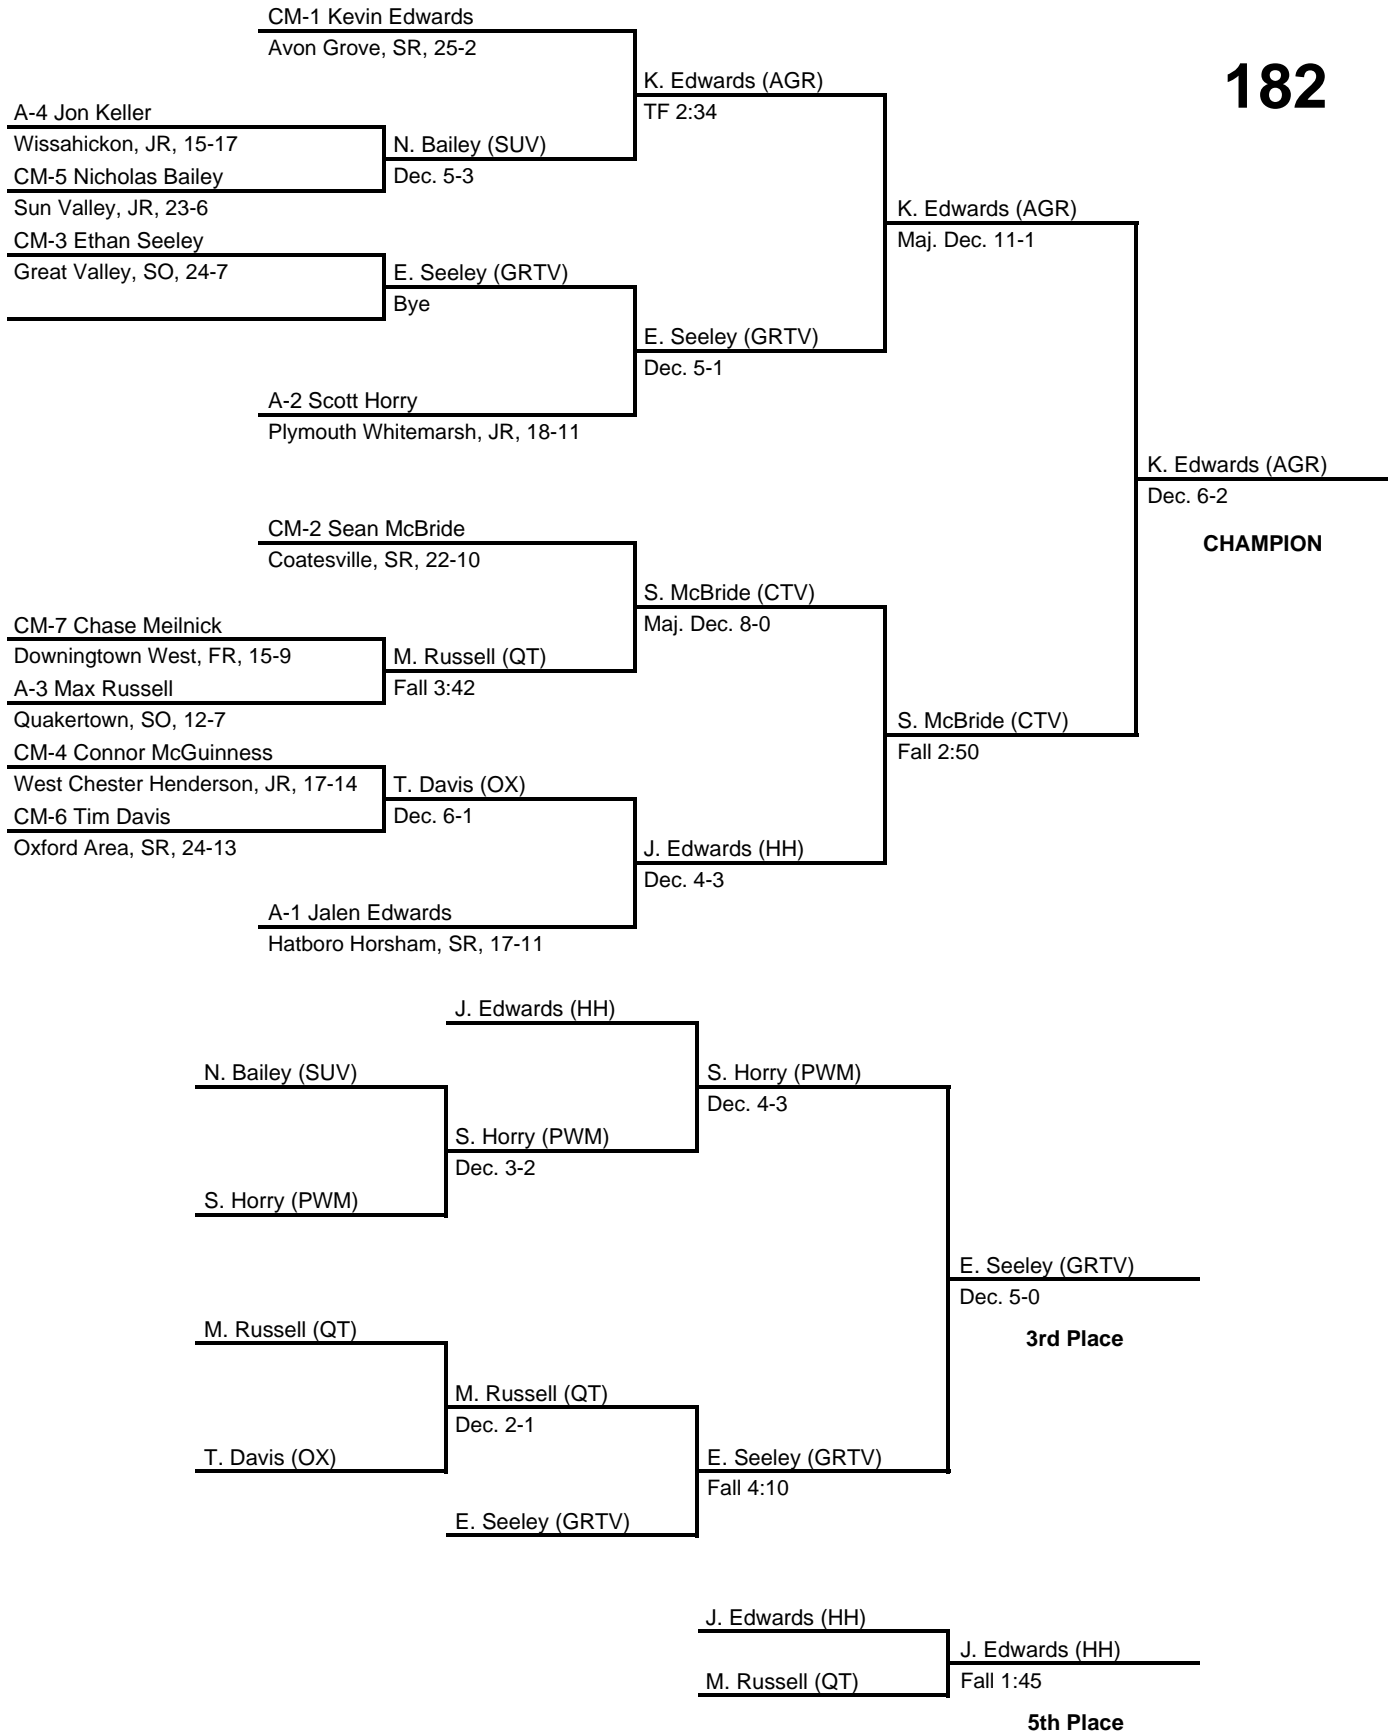 CM-1 Kevin Edwards
Avon Grove, SR, 25-2
182
K. Edwards (AGR)
TF 2:34
A-4 Jon Keller
Wissahickon, JR, 15-17
N. Bailey (SUV)
Dec. 5-3
CM-5 Nicholas Bailey
Sun Valley, JR, 23-6
K. Edwards (AGR)
Maj. Dec. 11-1
CM-3 Ethan Seeley
Great Valley, SO, 24-7
E. Seeley (GRTV)
Bye
E. Seeley (GRTV)
Dec. 5-1
A-2 Scott Horry
Plymouth Whitemarsh, JR, 18-11
K. Edwards (AGR)
Dec. 6-2
CHAMPION
CM-2 Sean McBride
Coatesville, SR, 22-10
S. McBride (CTV)
Maj. Dec. 8-0
CM-7 Chase Meilnick
Downingtown West, FR, 15-9
M. Russell (QT)
Fall 3:42
A-3 Max Russell
Quakertown, SO, 12-7
S. McBride (CTV)
Fall 2:50
CM-4 Connor McGuinness
West Chester Henderson, JR, 17-14
T. Davis (OX)
Dec. 6-1
CM-6 Tim Davis
Oxford Area, SR, 24-13
J. Edwards (HH)
Dec. 4-3
A-1 Jalen Edwards
Hatboro Horsham, SR, 17-11
J. Edwards (HH)
N. Bailey (SUV)
S. Horry (PWM)
Dec. 4-3
S. Horry (PWM)
Dec. 3-2
S. Horry (PWM)
E. Seeley (GRTV)
Dec. 5-0
3rd Place
M. Russell (QT)
M. Russell (QT)
Dec. 2-1
T. Davis (OX)
E. Seeley (GRTV)
Fall 4:10
E. Seeley (GRTV)
J. Edwards (HH)
J. Edwards (HH)
Fall 1:45
M. Russell (QT)
5th Place